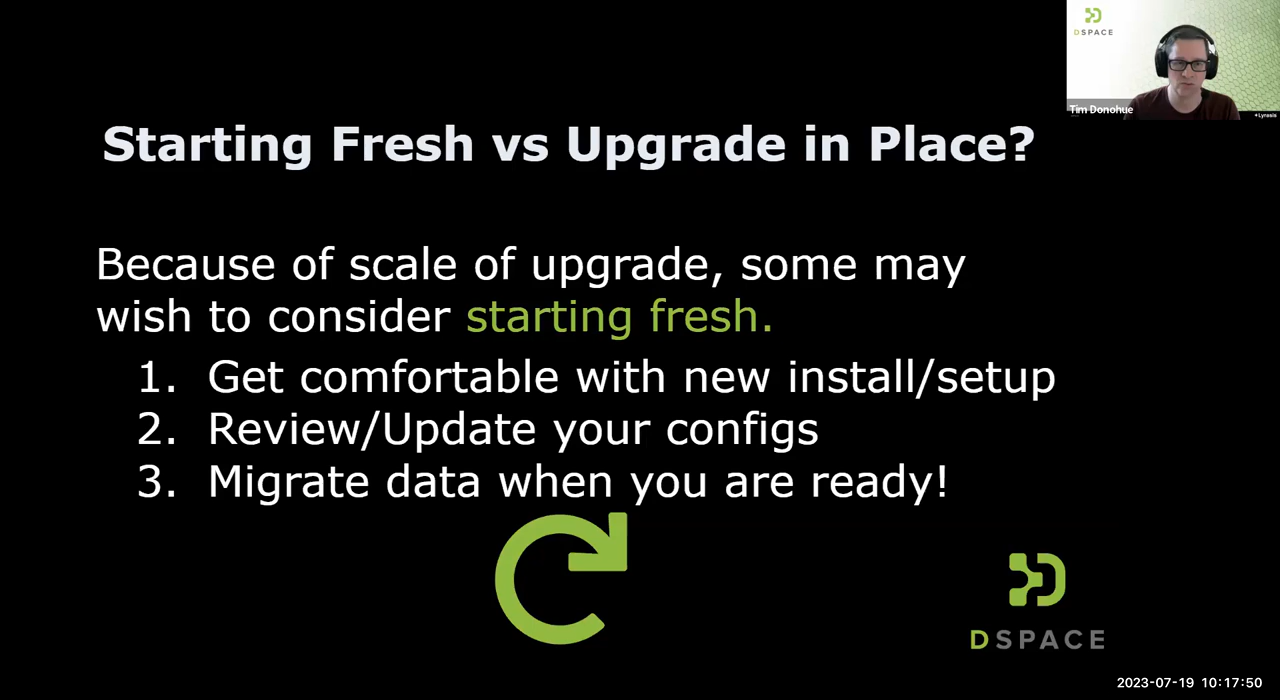 DSPACE
Tim Donohue
Lyrasis
Starting Fresh vs Upgrade in Place?
Because of scale of upgrade, some may
wish to consider starting fresh.
1. Get comfortable with new install/setup
2. Review/Update your configs
3. Migrate data when you are ready!
DSPACE
2023-07-19 10:17:50